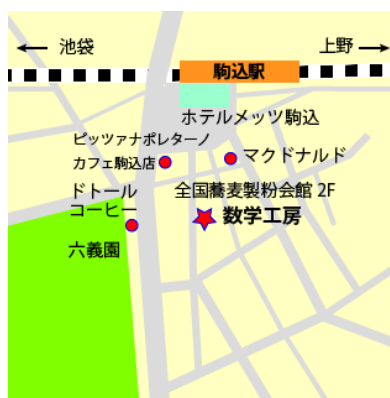 ← 池袋
上野 →
駒込駅
ホテルメッツ駒込
ピッツァナポレターノ
カフェ駒込店
マクドナルド
ドトール
コーヒー
全国蕎麦製粉会館 2F
数学工房
六義園